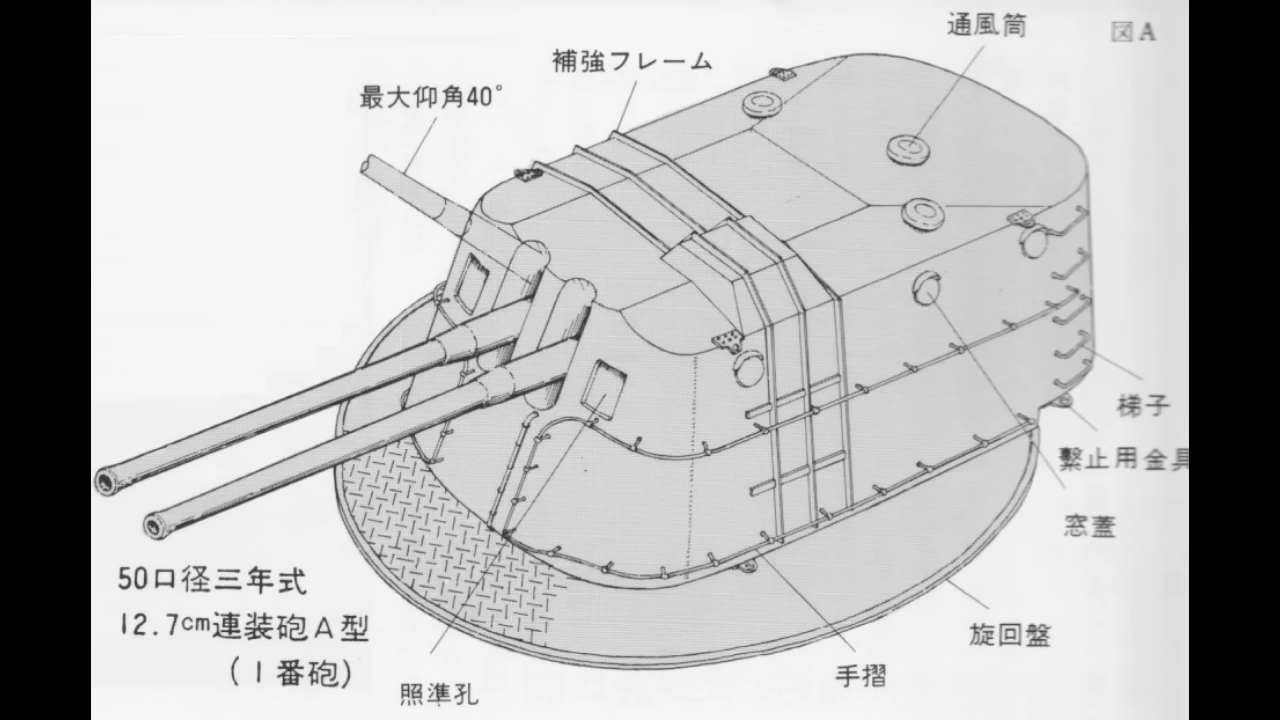 通風筒
図A
補強フレーム
最大仰角40°
梯子
繫止用金具
窓蓋
50口径三年式
12.7cm連装砲A型
(1番砲)
旋回盤
手摺
照準孔